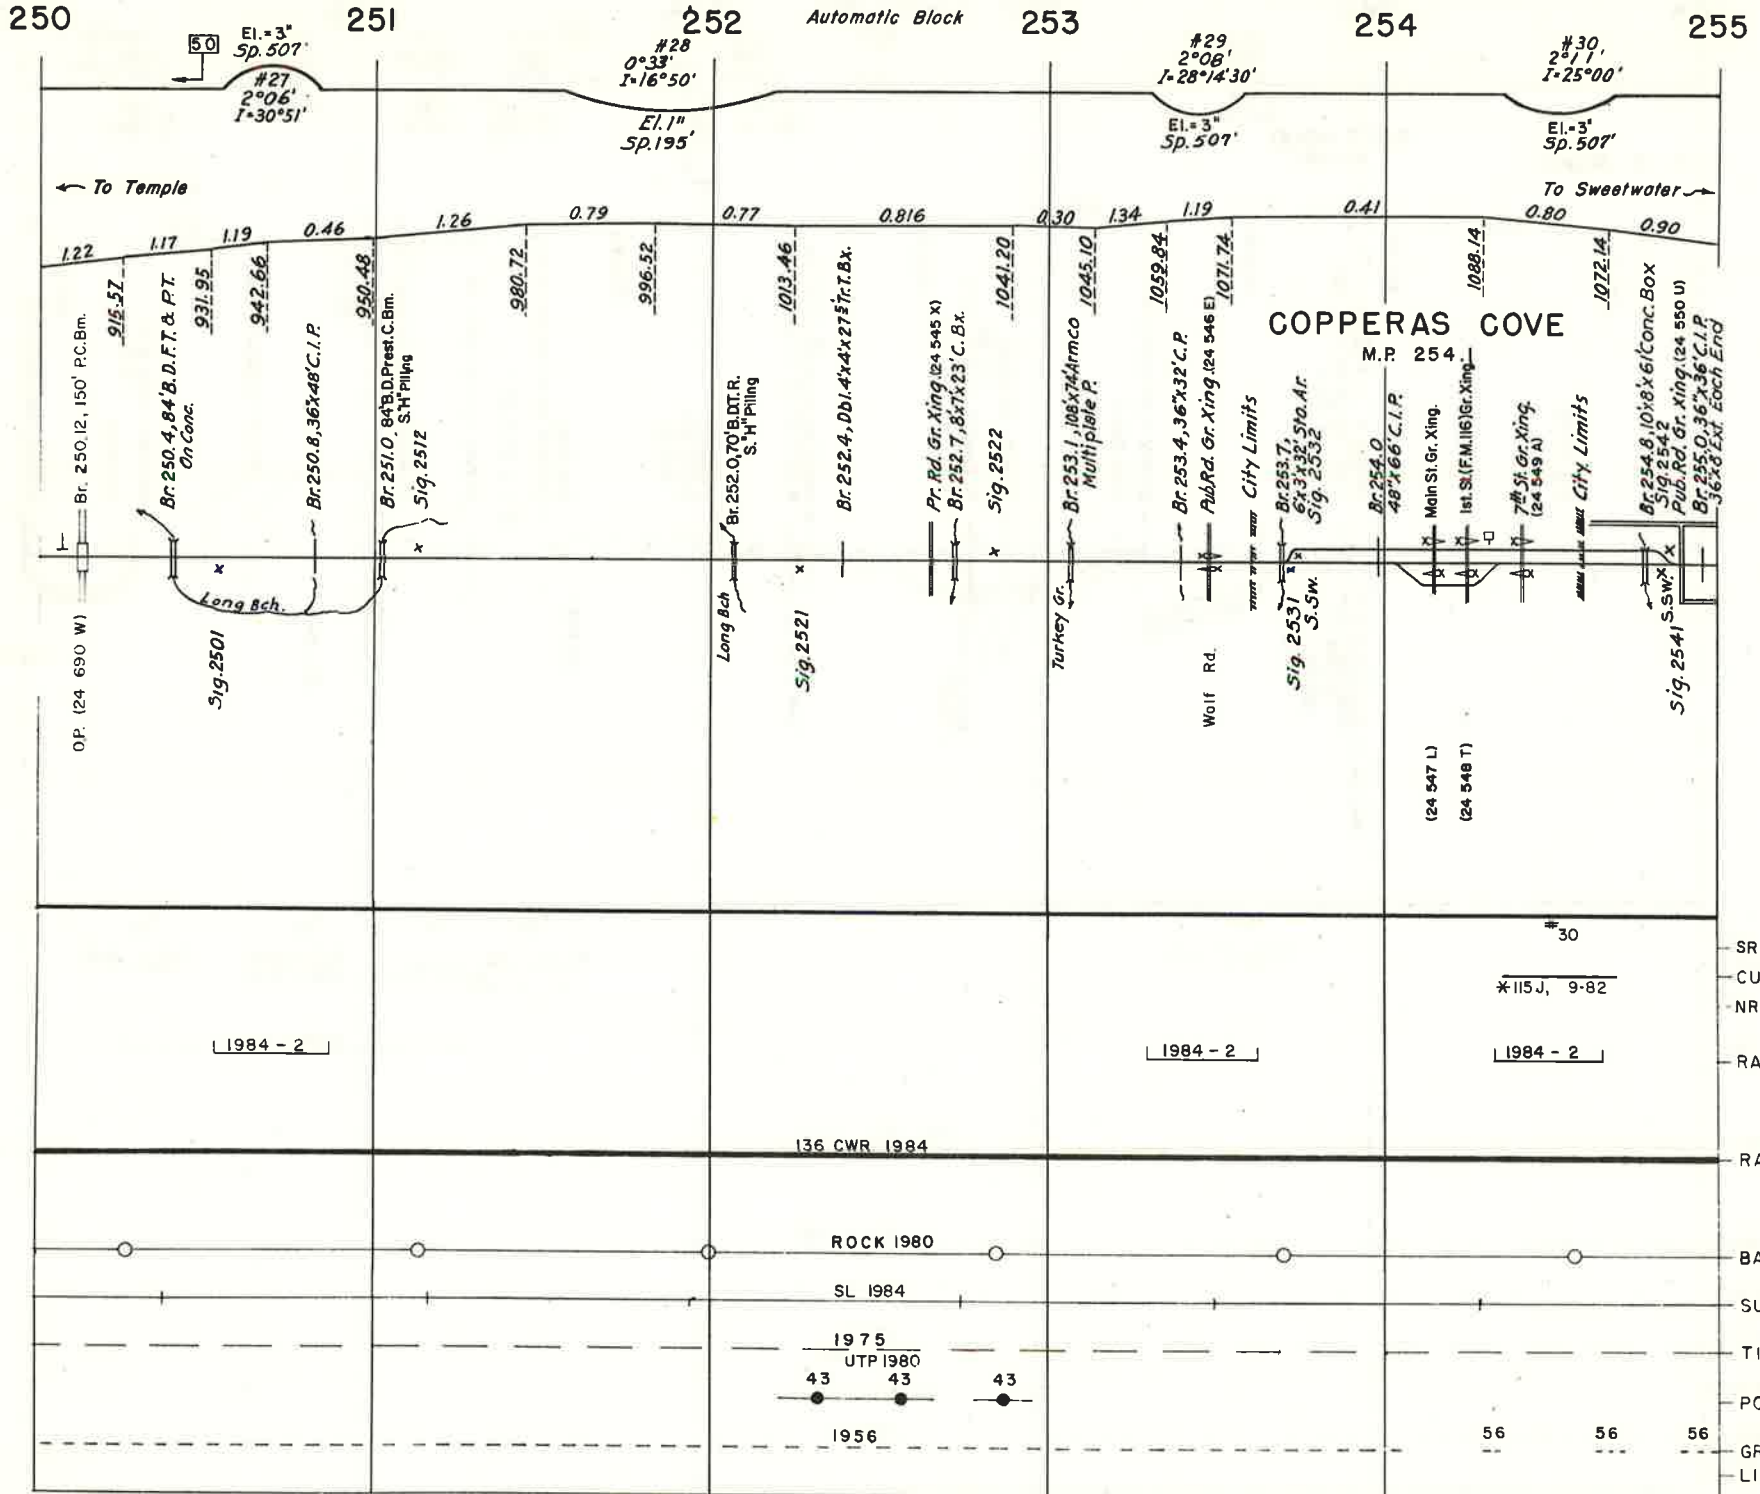 250
251
252
Automatic Block
253
254
255
50
El.=3"
Sp.507'
#27
2°06'
I=30°51'
#28
0°33'
I=16°50'
El.1"
Sp.195'
#29
2°08'
I=28°14'30'
El.=3"
Sp.507'
#30
2°11'
I=25°00'
El.=3"
Sp.507'
To Temple
To Sweetwater
1.22
1.17
1.19
0.46
1.26
0.79
0.77
0.816
0.30
1.34
1.19
0.41
0.80
0.90
915.57
931.95
942.66
950.48
980.72
996.52
1013.46
1041.20
1045.10
1059.84
1071.74
1088.14
1072.14
COPPERAS COVE
M.P. 254
Br. 250.12, 150' P.C.Bm.
O.P. (24 690 W)
Br.250.4, 84'B.D.F.T. & P.T.
On Conc.
Br.250.8,36"x48'C.I.P.
Br.251.0, 84'B.D.Prest.C.Bm.
S."H"Piling
Sig.2512
Br.252.0,70'B.D.T.R.
S."H"Piling
Br.252.4, Dbl.4'x4'x27⁵Tr.T.Bx.
Pr. Rd. Gr. Xing.(24 545 X)
Br.252.7,8'x7'x23'C.Bx.
Sig.2522
Br.253.1,108"x74'Armco
Multiplate P.
Br.253.4,36"x32'C.P.
Pub.Rd.Gr.Xing.(24 546 E)
City Limits
Br.253.7,
6'x3'x32'Sto.Ar.
Sig.2532
Br.254.0
48"x66'C.I.P.
Main St.Gr. Xing.
1st.St.(F.M.116)Gr.Xing.
7th St. Gr. Xing.
(24 549 A)
City Limits
Br.254.8,10'x8'x61'Conc. Box
Sig.2542
Pub.Rd. Gr. Xing.(24 550 U)
Br.255.0,36"x36'C.I.P.
36"x6'Ext. Each End
Long Bch.
Sig.2501
Long Bch
Sig.2521
Turkey Gr.
Wolf Rd.
Sig. 2531
S.Sw.
(24 547 L)
(24 548 T)
S.Sw.
Sig.2541
#30
SR
*115J, 9-82
CU
NR
1984-2
1984-2
1984-2
RA
136 CWR 1984
RA
ROCK 1980
BA
SL 1984
SU
1975
TI
UTP 1980
43
43
43
PO
1956
56
56
56
GR
LI